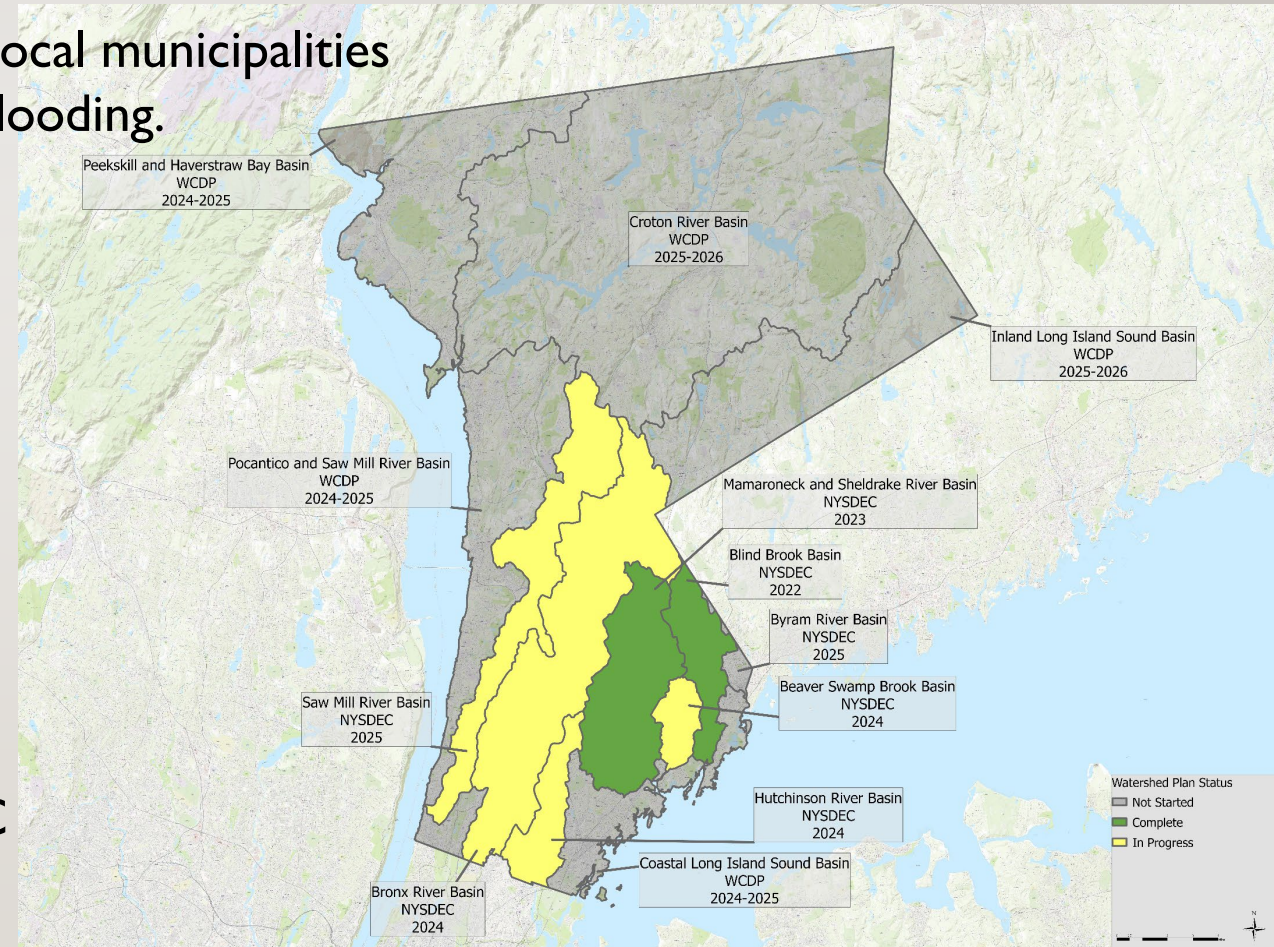 ocal municipalities
looding.
Peekskill and Haverstraw Bay Basin
WCDP
2024-2025
Croton River Basin
WCDP
2025-2026
Inland Long Island Sound Basin
WCDP
2025-2026
Pocantico and Saw Mill River Basin
WCDP
2024-2025
Mamaroneck and Sheldrake River Basin
NYSDEC
2023
Blind Brook Basin
NYSDEC
2022
Byram River Basin
NYSDEC
2025
Beaver Swamp Brook Basin
NYSDEC
2024
Saw Mill River Basin
NYSDEC
2025
C
Hutchinson River Basin
NYSDEC
2024
Coastal Long Island Sound Basin
WCDP
2024-2025
Bronx River Basin
NYSDEC
2024
Watershed Plan Status
Not Started
Complete
In Progress
N